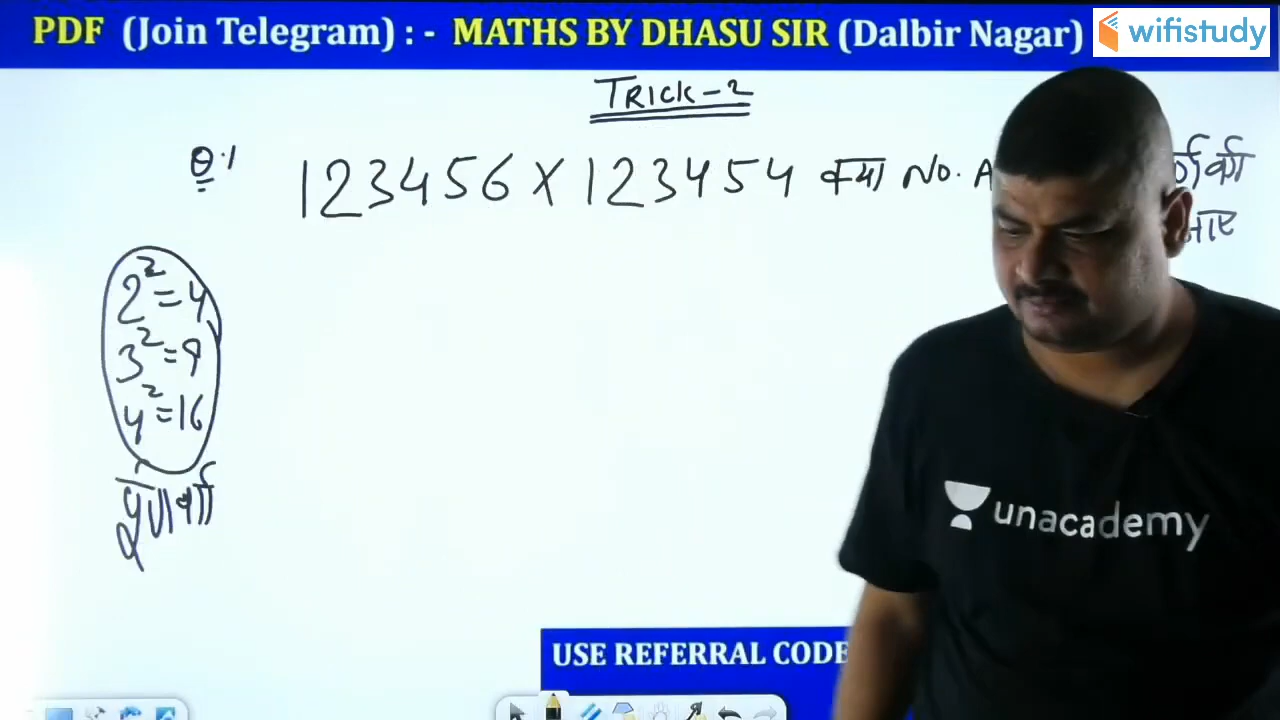 PDF (Join Telegram) : - MATHS BY DHASU SIR (Dalbir Nagar)
wifistudy
TRICK-2
Q.1 123456 X 123454 क्या No. A
2² = 4
3² = 9
4² = 16
पूर्ण वर्ग
unacademy
USE REFERRAL CODE